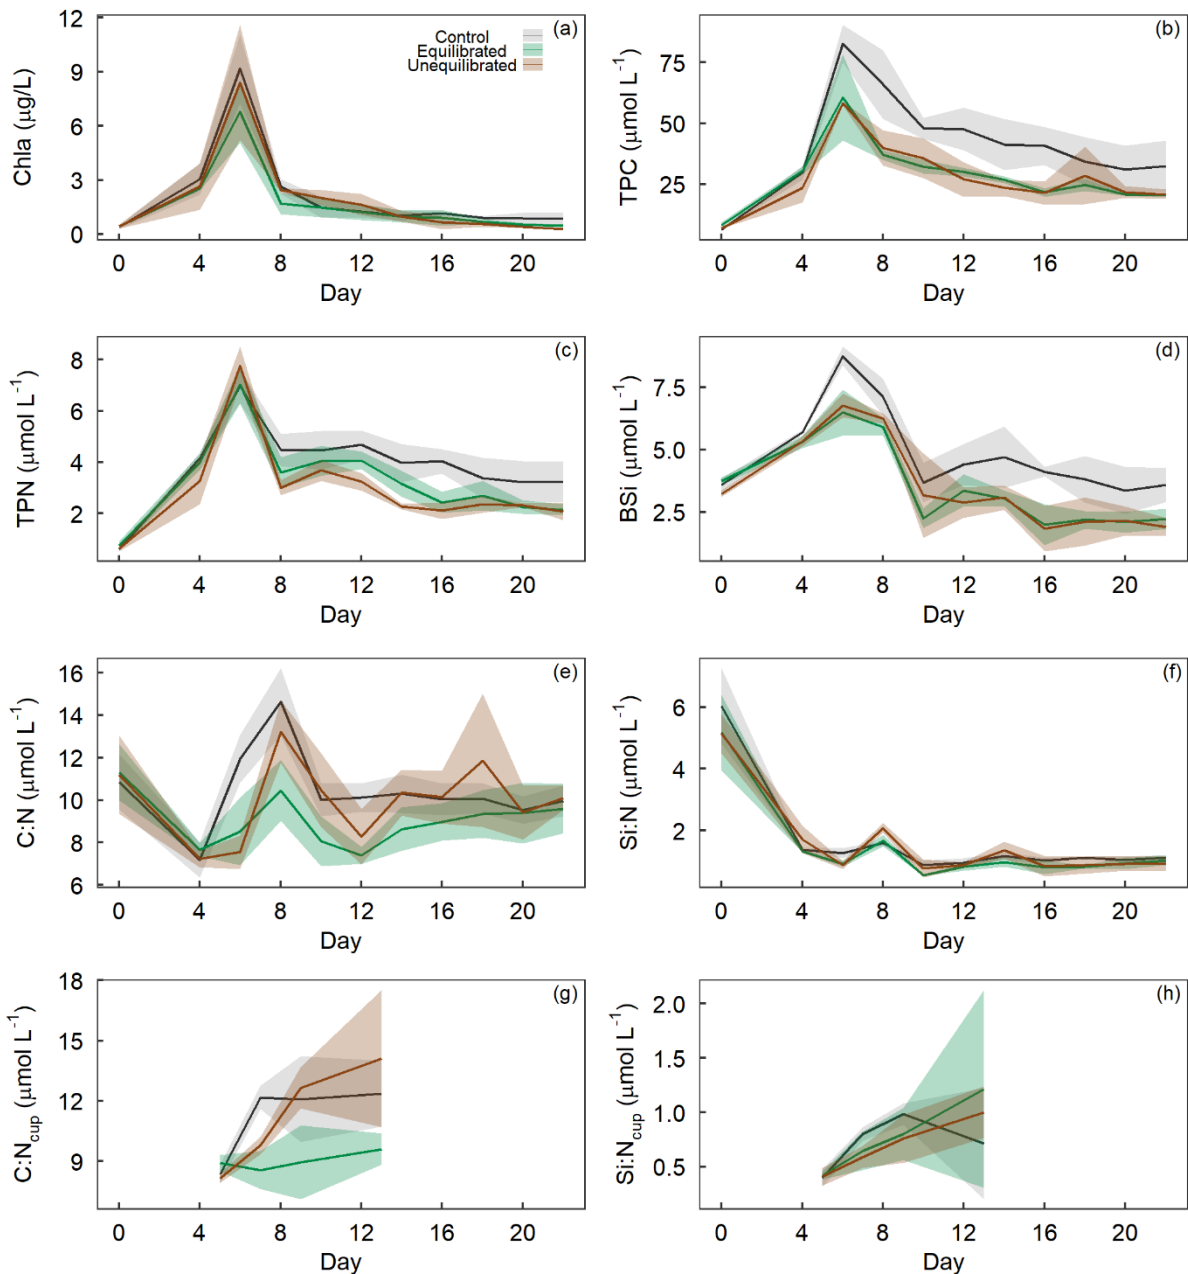 (a)
Control
Equilibrated
Unequilibrated
Chla (μg/L)
12
9
6
3
0
0 4 8 12 16 20
Day
(b)
TPC (μmol L⁻¹)
75
50
25
0 4 8 12 16 20
Day
(c)
TPN (μmol L⁻¹)
8
6
4
2
0 4 8 12 16 20
Day
(d)
BSi (μmol L⁻¹)
7.5
5.0
2.5
0 4 8 12 16 20
Day
(e)
C:N (μmol L⁻¹)
16
14
12
10
8
6
0 4 8 12 16 20
Day
(f)
Si:N (μmol L⁻¹)
6
4
2
0 4 8 12 16 20
Day
(g)
C:Ncup (μmol L⁻¹)
18
15
12
9
0 4 8 12 16 20
Day
(h)
Si:Ncup (μmol L⁻¹)
2.0
1.5
1.0
0.5
0 4 8 12 16 20
Day